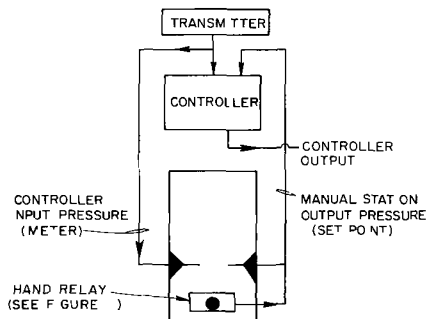 TRANSM TTER
CONTROLLER
CONTROLLER
OUTPUT
CONTROLLER
NPUT PRESSURE
(METER)
MANUAL STAT ON
OUTPUT PRESSURE
(SET PO NT)
HAND RELAY
(SEE F GURE )